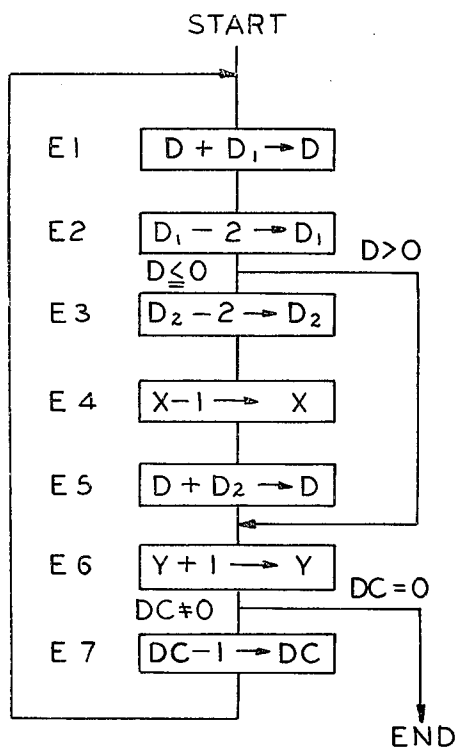 START
E1 D + D₁ → D
E2 D₁ - 2 → D₁
D ≦ 0 D>0
E3 D₂ - 2 → D₂
E4 X-1 → X
E5 D + D₂ → D
E6 Y + 1 → Y
DC≠0 DC=0
E7 DC-1 → DC
END